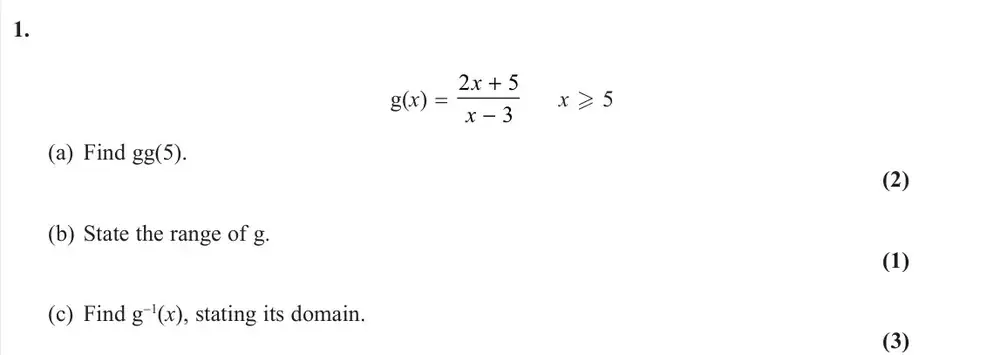 1.
g(x) = (2x + 5)/(x − 3)    x ⩾ 5
(a) Find gg(5).
(2)
(b) State the range of g.
(1)
(c) Find g⁻¹(x), stating its domain.
(3)